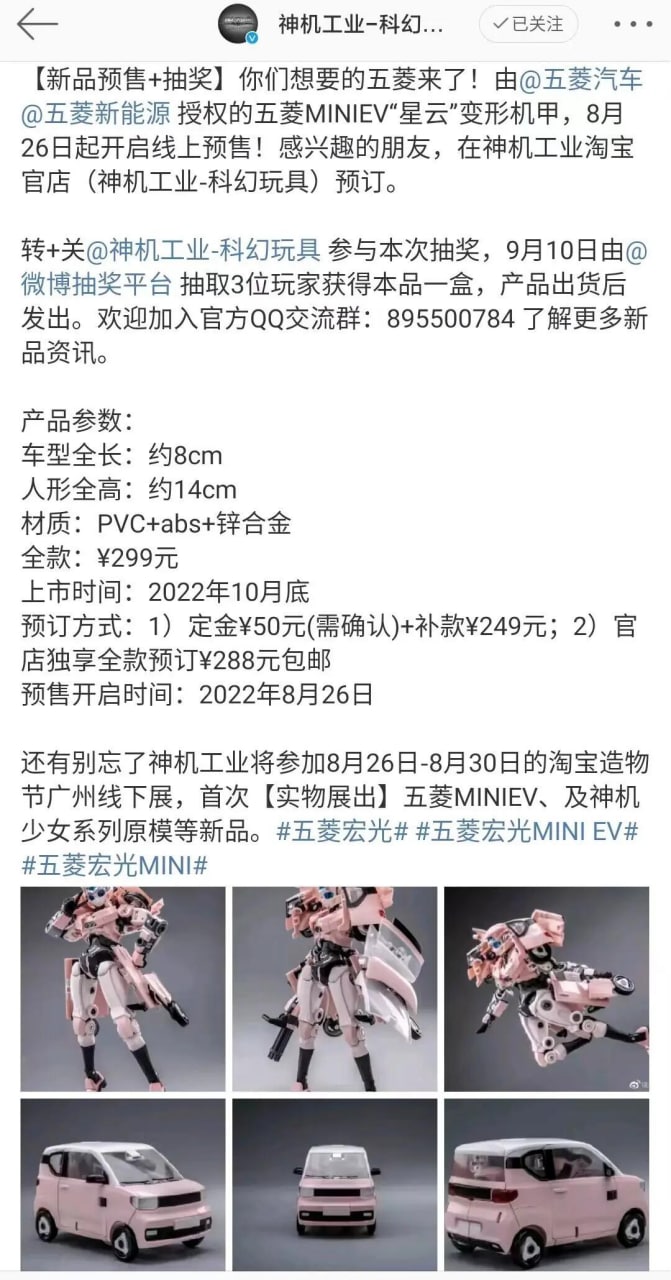 神机工业-科幻...
已关注
【新品预售+抽奖】你们想要的五菱来了！由@五菱汽车
@五菱新能源 授权的五菱MINIEV“星云”变形机甲，8月
26日起开启线上预售！感兴趣的朋友，在神机工业淘宝
官店（神机工业-科幻玩具）预订。
转+关@神机工业-科幻玩具 参与本次抽奖，9月10日由@
微博抽奖平台 抽取3位玩家获得本品一盒，产品出货后
发出。欢迎加入官方QQ交流群：895500784 了解更多新
品资讯。
产品参数：
车型全长：约8cm
人形全高：约14cm
材质：PVC+abs+锌合金
全款：¥299元
上市时间：2022年10月底
预订方式：1）定金¥50元(需确认)+补款¥249元；2）官
店独享全款预订¥288元包邮
预售开启时间：2022年8月26日
还有别忘了神机工业将参加8月26日-8月30日的淘宝造物
节广州线下展，首次【实物展出】五菱MINIEV、及神机
少女系列原模等新品。#五菱宏光# #五菱宏光MINI EV#
#五菱宏光MINI#